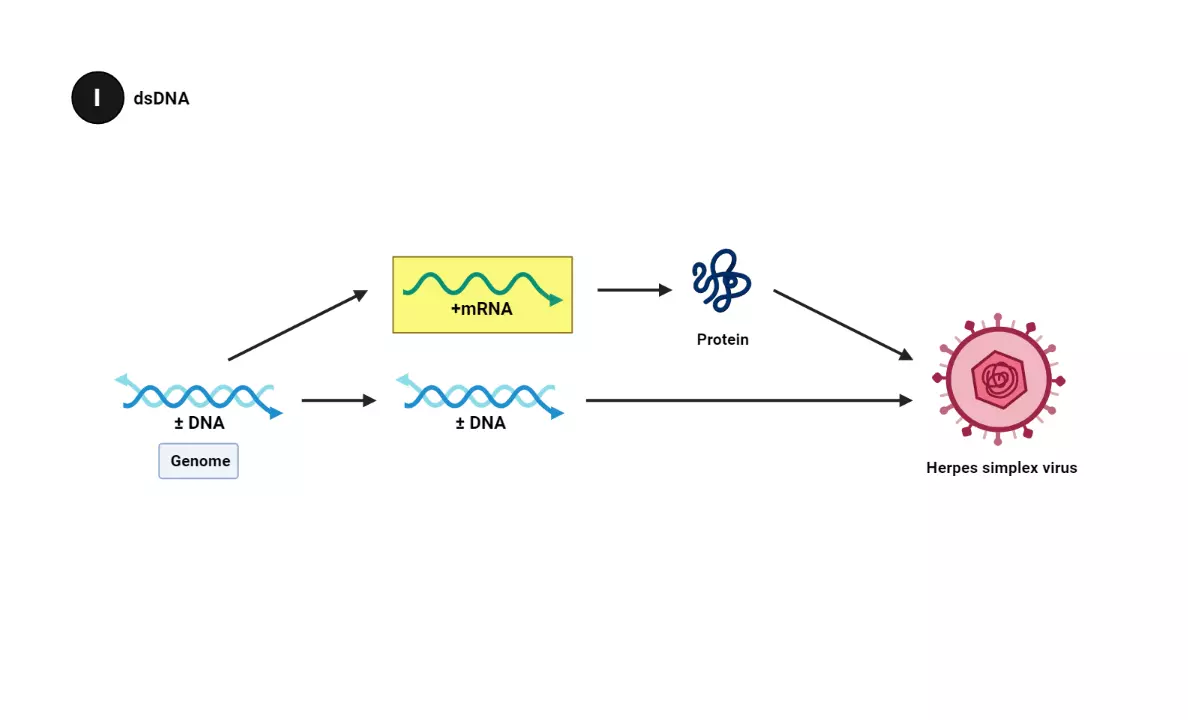 I
dsDNA
+mRNA
Protein
± DNA
Genome
± DNA
Herpes simplex virus